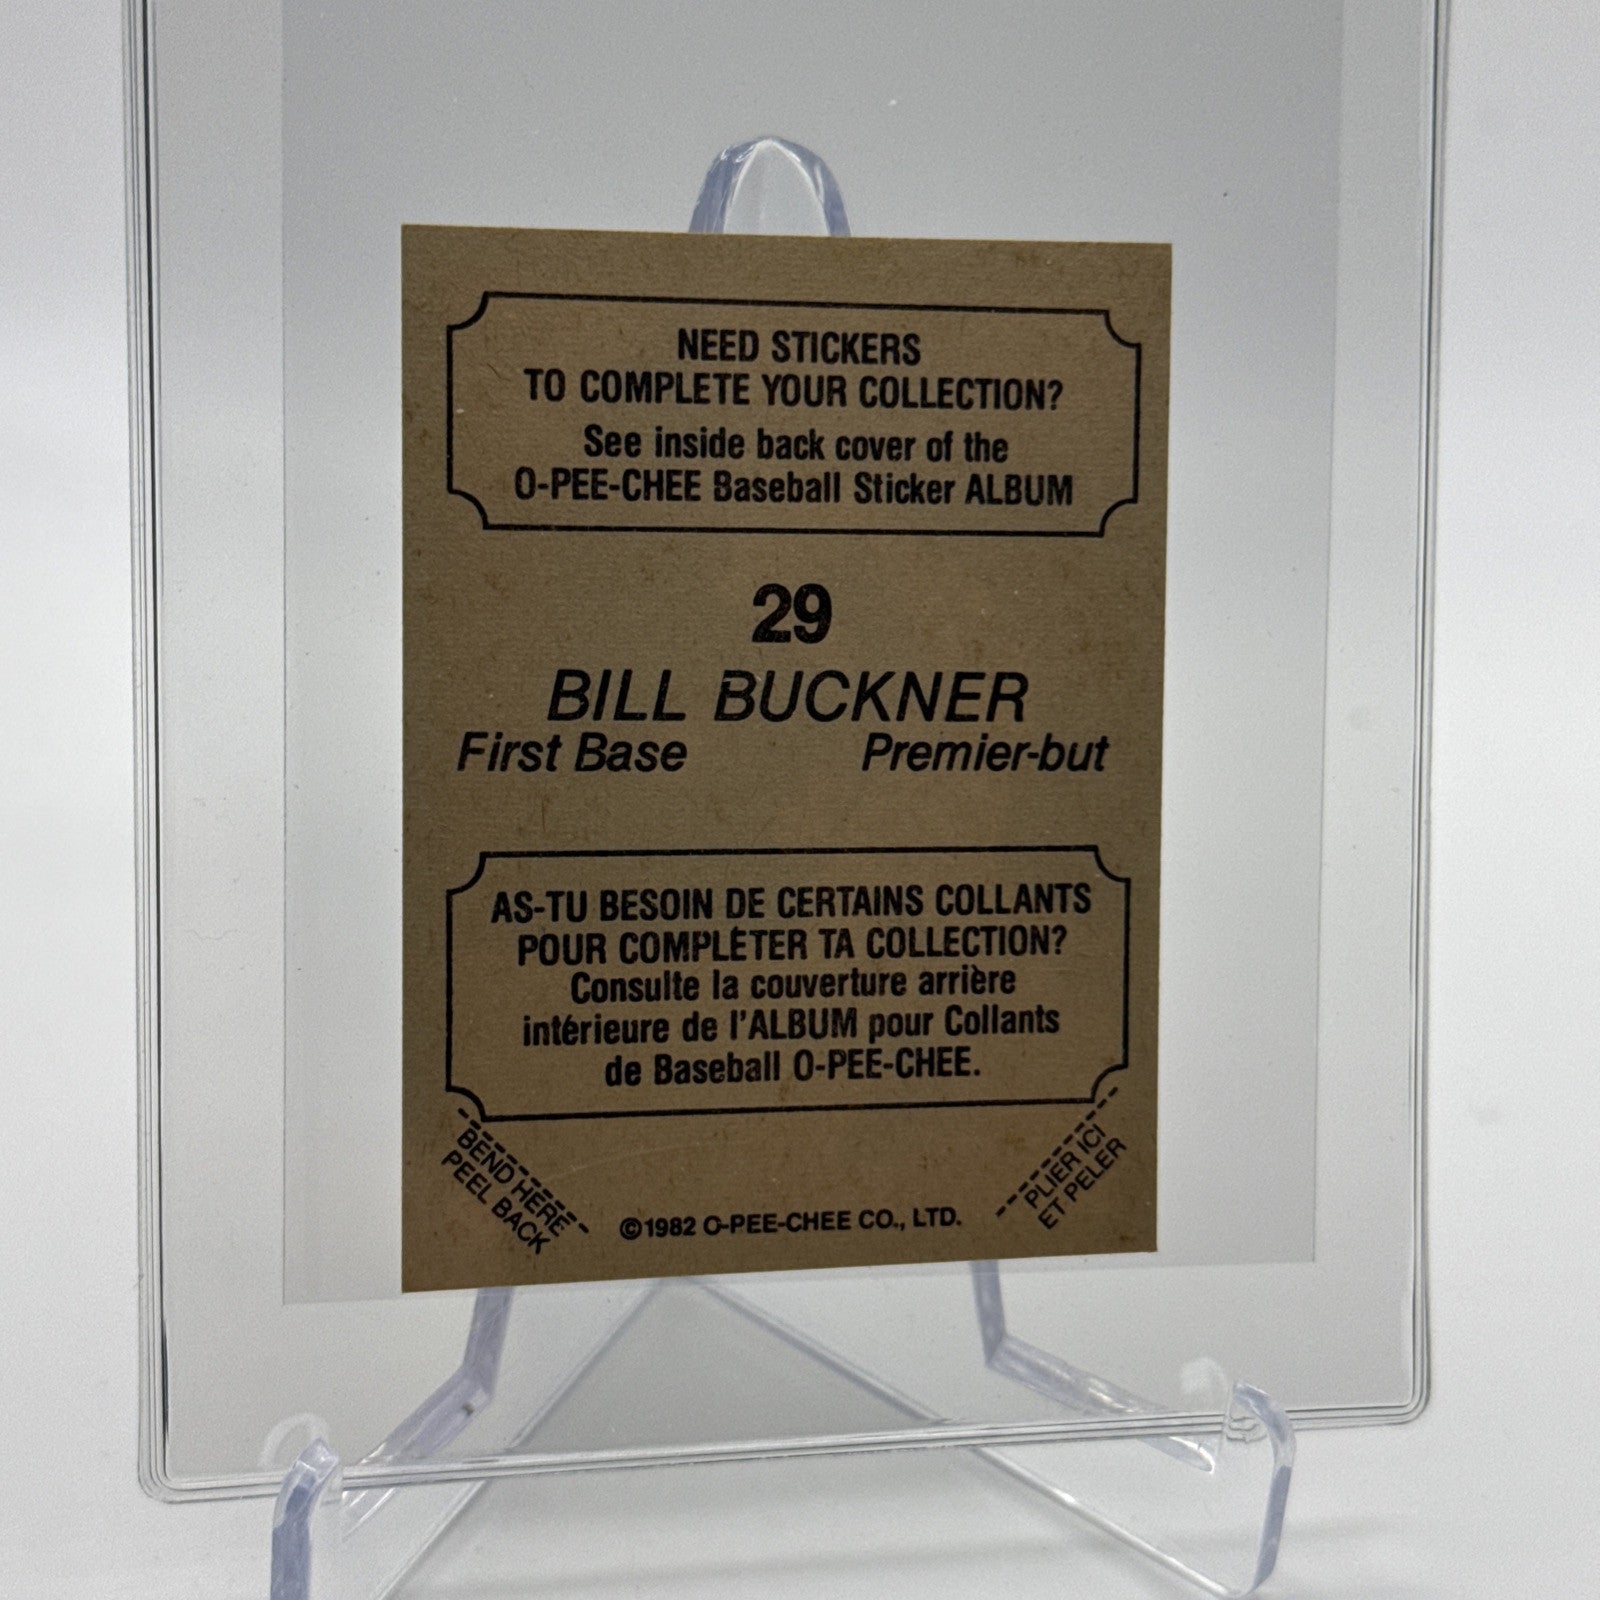 NEED STICKERS
TO COMPLETE YOUR COLLECTION?
See inside back cover of the
O-PEE-CHEE Baseball Sticker ALBUM
29
BILL BUCKNER
First Base Premier-but
AS-TU BESOIN DE CERTAINS COLLANTS
POUR COMPLÉTER TA COLLECTION?
Consulte la couverture arrière
intérieure de l'ALBUM pour Collants
de Baseball O-PEE-CHEE.
BEND HERE
PEEL BACK
©1982 O-PEE-CHEE CO., LTD.
PLIER ICI
ET PELER